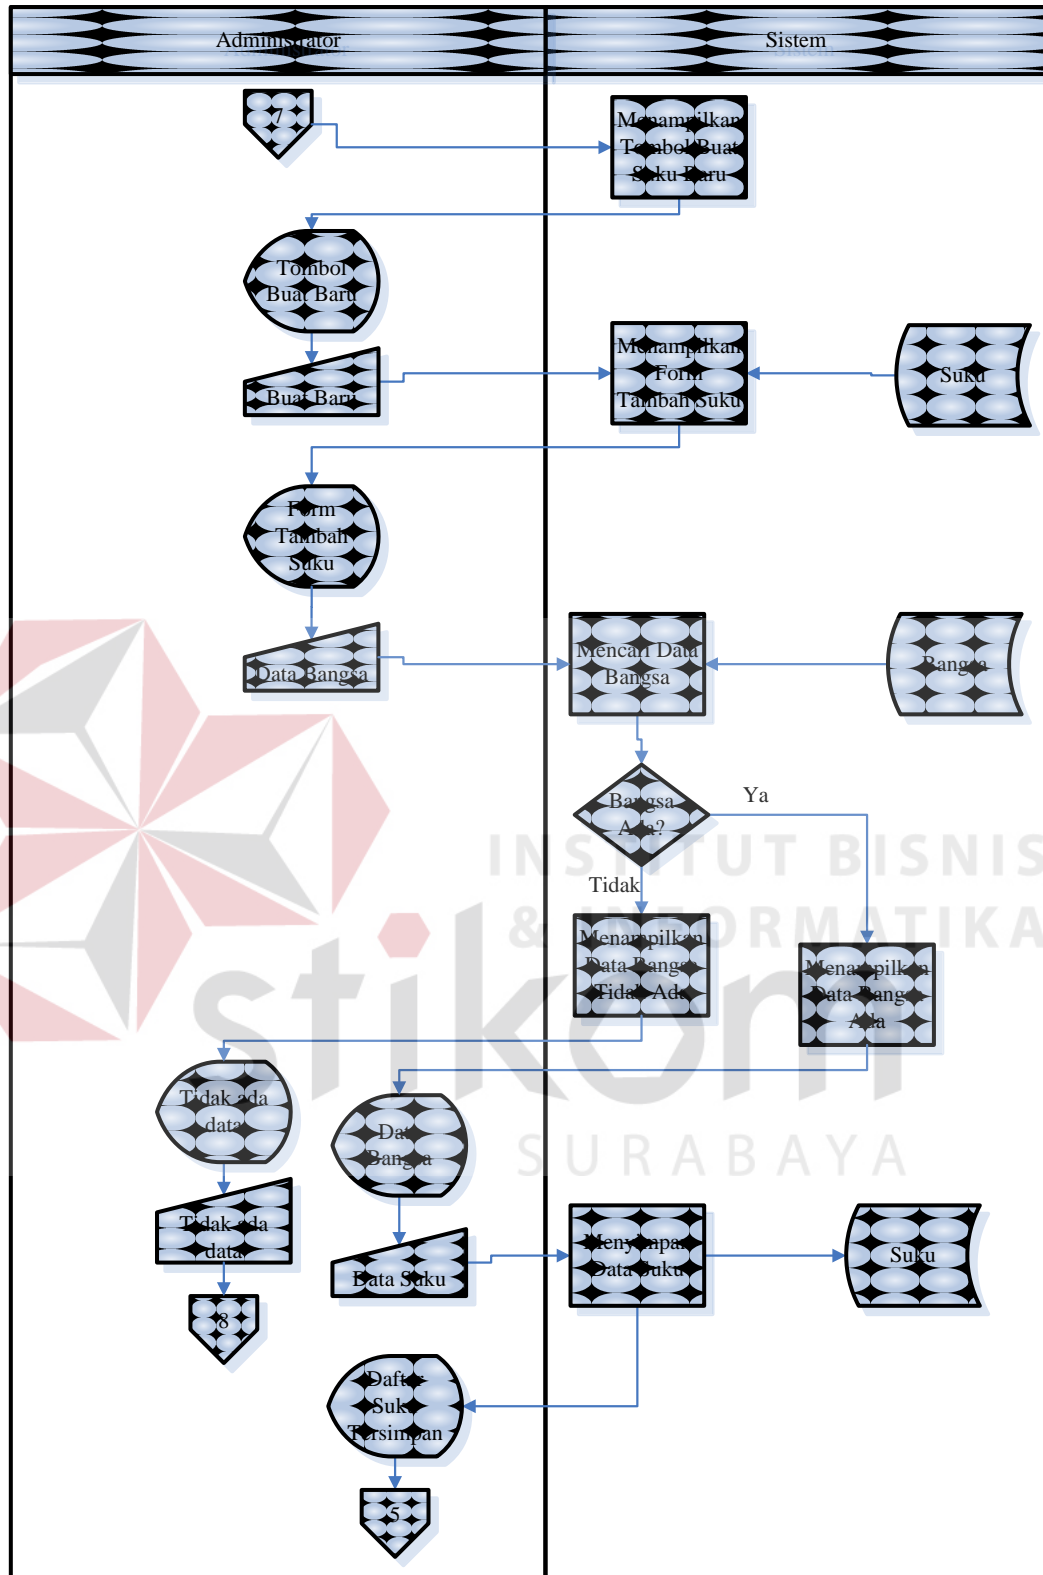 Administrator
Sistem
7
Menampilkan
Tombol Buat
Suku Baru
Tombol
Buat Baru
Buat Baru
Menampilkan
Form
Tambah Suku
Suku
Form
Tambah
Suku
Data Bangsa
Mencari Data
Bangsa
Bangsa
Bangsa
Ada?
Ya
Tidak
INSTITUT BISNIS
& INFORMATIKA
Menampilkan
Data Bangsa
Tidak Ada
Menampilkan
Data Bangsa
Ada
stikom
SURABAYA
Tidak ada
data
Data
Bangsa
Tidak ada
data
Data Suku
Menyimpan
Data Suku
Suku
8
Daftar
Suku
Tersimpan
5